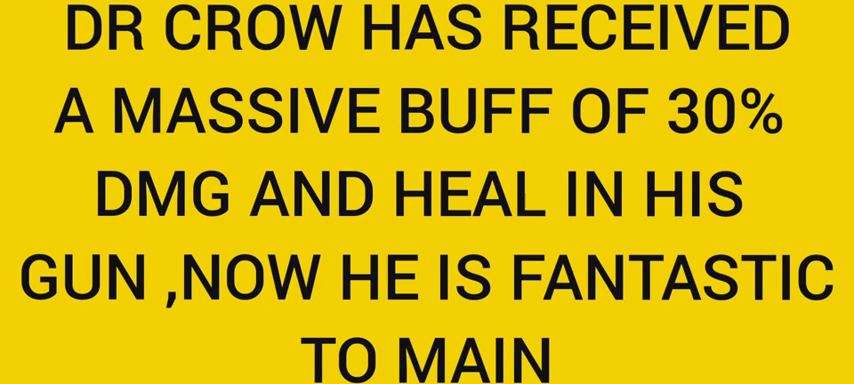 DR CROW HAS RECEIVED
A MASSIVE BUFF OF 30%
DMG AND HEAL IN HIS
GUN ,NOW HE IS FANTASTIC
TO MAIN